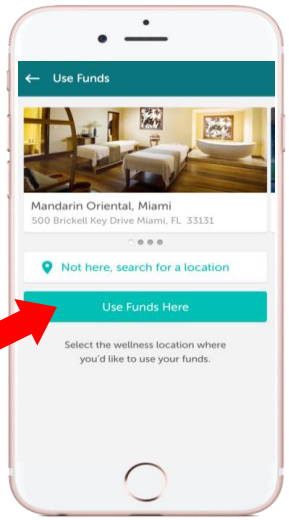 ← Use Funds
Mandarin Oriental, Miami
500 Brickell Key Drive Miami, FL 33131
Not here, search for a location
Use Funds Here
Select the wellness location where
you'd like to use your funds.